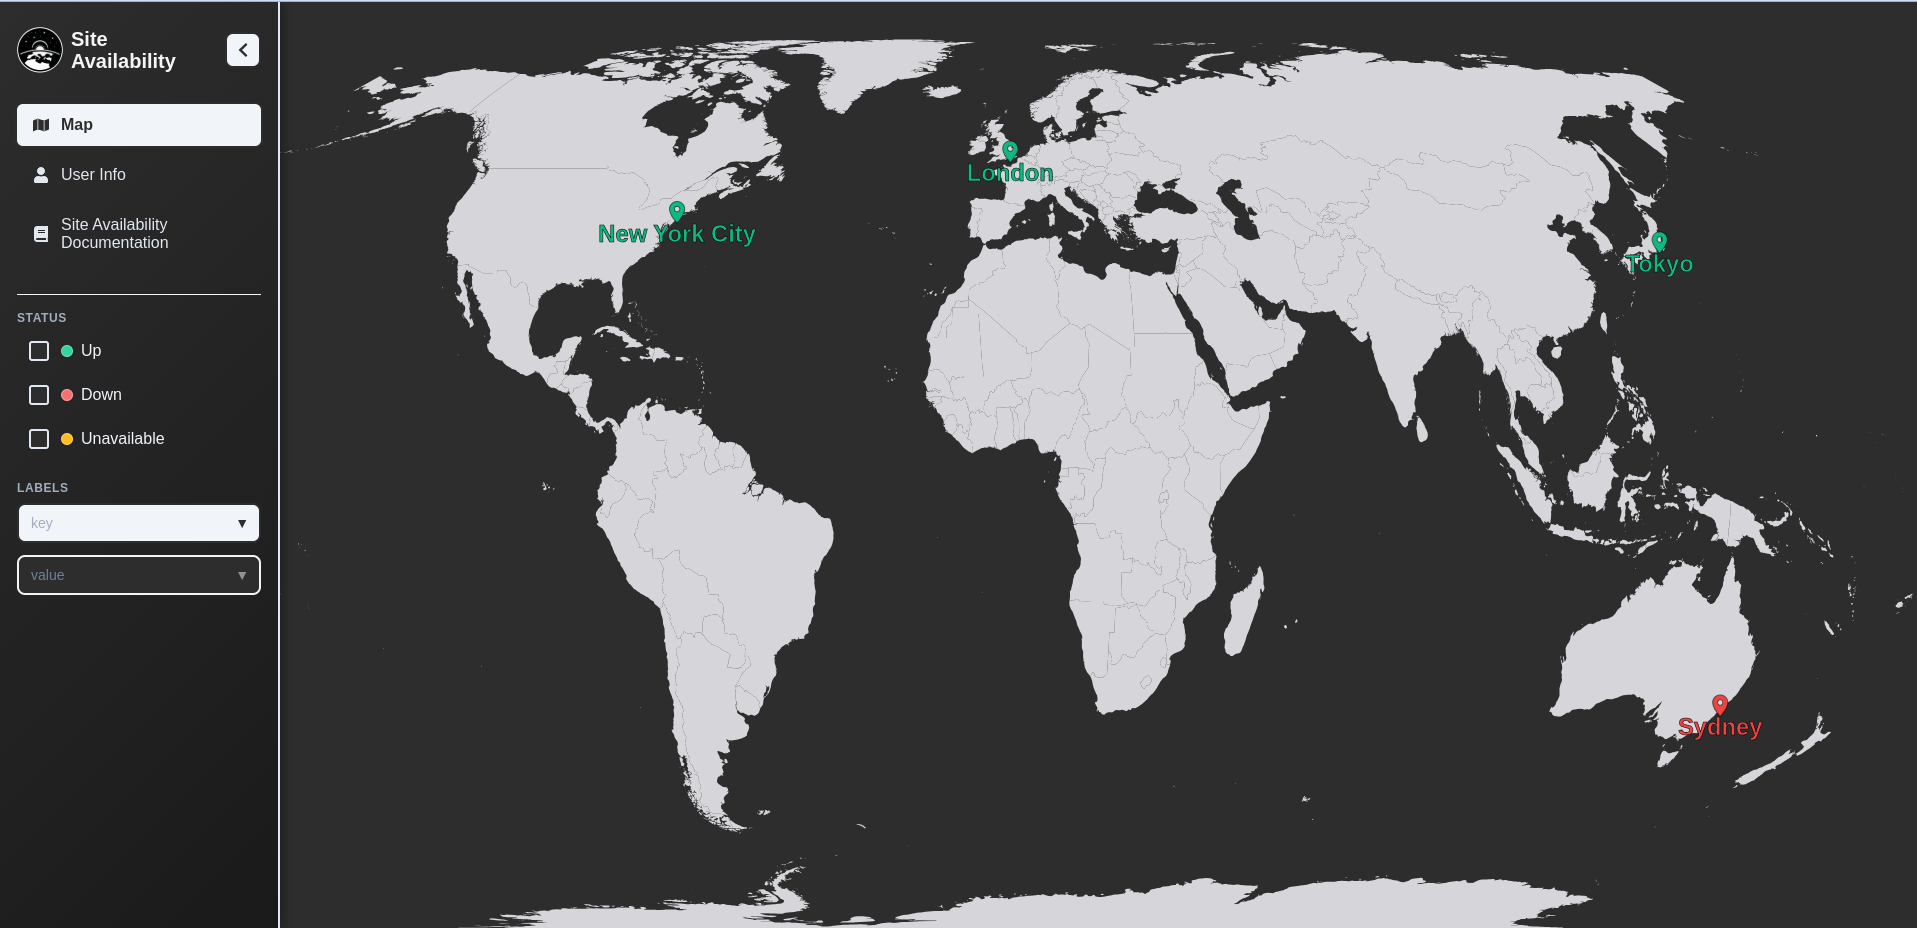 Site
Availability
Map
User Info
Site Availability
Documentation
STATUS
Up
Down
Unavailable
LABELS
key
value
London
New York City
Tokyo
Sydney